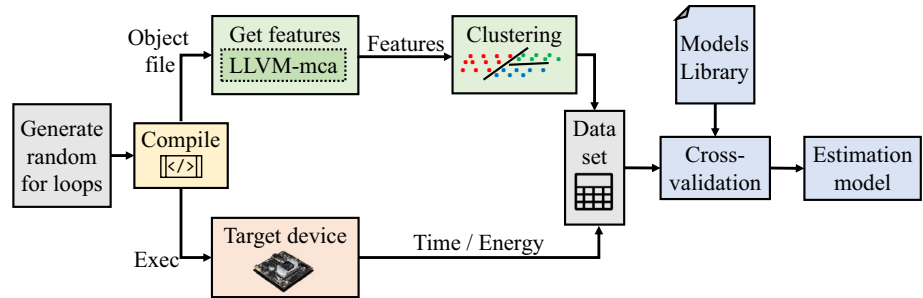 Object
file
Get features
LLVM-mca
Features
Clustering
Models
Library
Generate
random
for loops
Compile
</>
Data
set
Cross-
validation
Estimation
model
Exec
Target device
Time / Energy